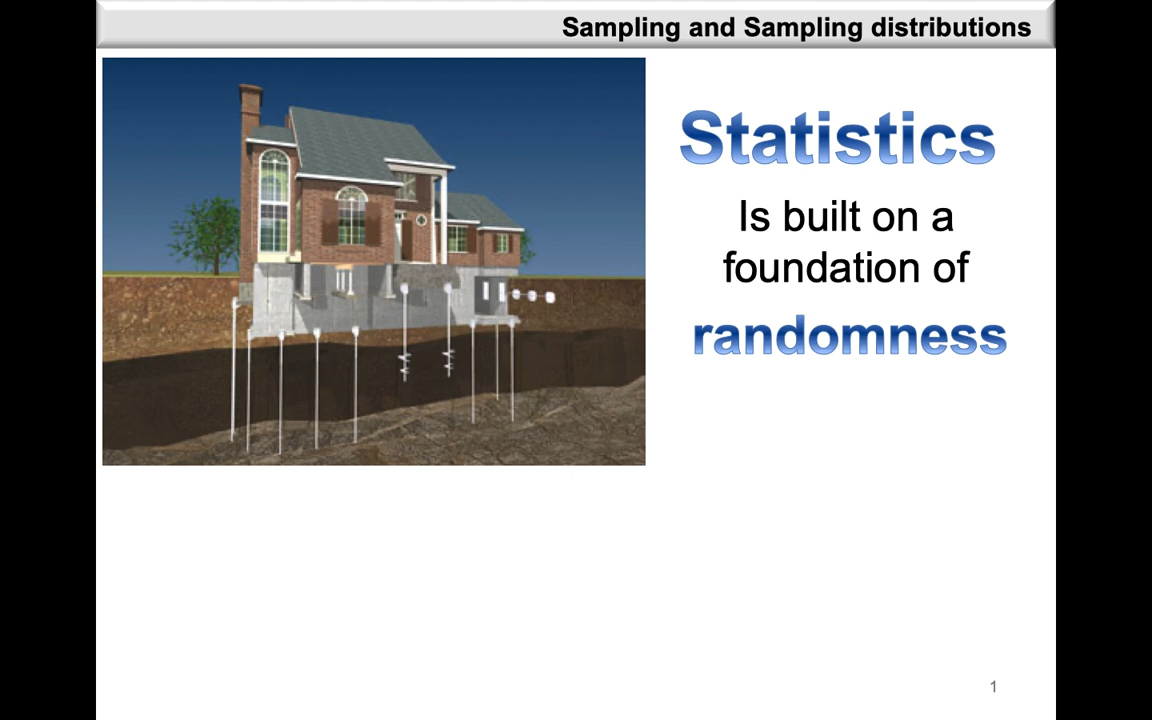 Sampling and Sampling distributions
Statistics
Is built on a
foundation of
randomness
1